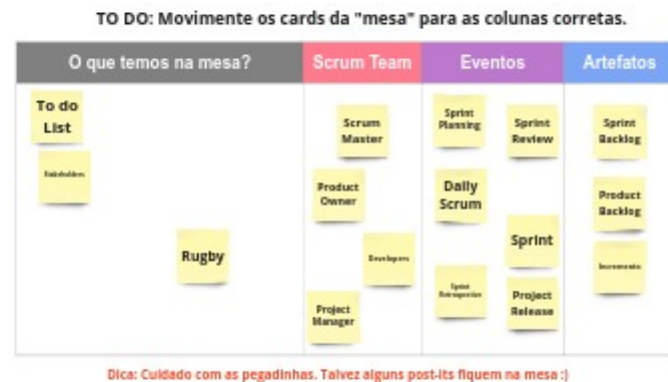 TO DO: Movimente os cards da "mesa" para as colunas corretas.
O que temos na mesa?
Scrum Team
Eventos
Artefatos
To do
List
Stakeholders
Rugby
Scrum
Master
Product
Owner
Developers
Project
Manager
Sprint
Planning
Sprint
Review
Daily
Scrum
Sprint
Sprint
Retrospective
Project
Release
Sprint
Backlog
Product
Backlog
Incremento
Dica: Cuidado com as pegadinhas. Talvez alguns post-its fiquem na mesa :)